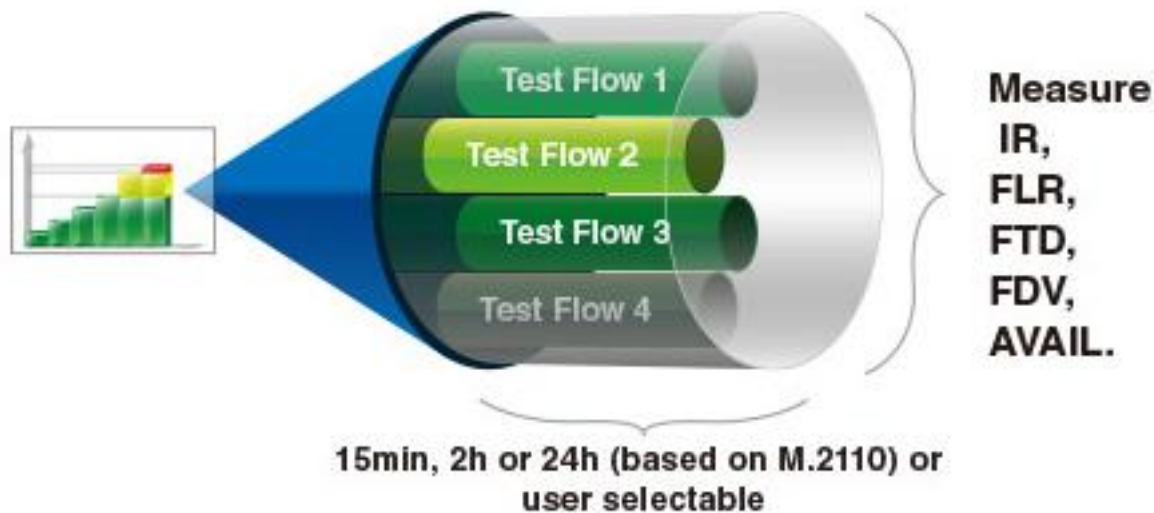 Test Flow 1
Test Flow 2
Test Flow 3
Test Flow 4
Measure
IR,
FLR,
FTD,
FDV,
AVAIL.
15min, 2h or 24h (based on M.2110) or
user selectable